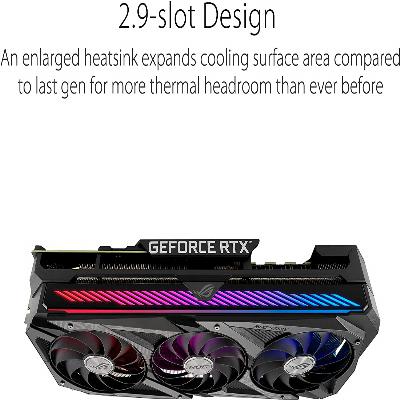 2.9-slot Design
An enlarged heatsink expands cooling surface area compared
to last gen for more thermal headroom than ever before
GEFORCE RTX